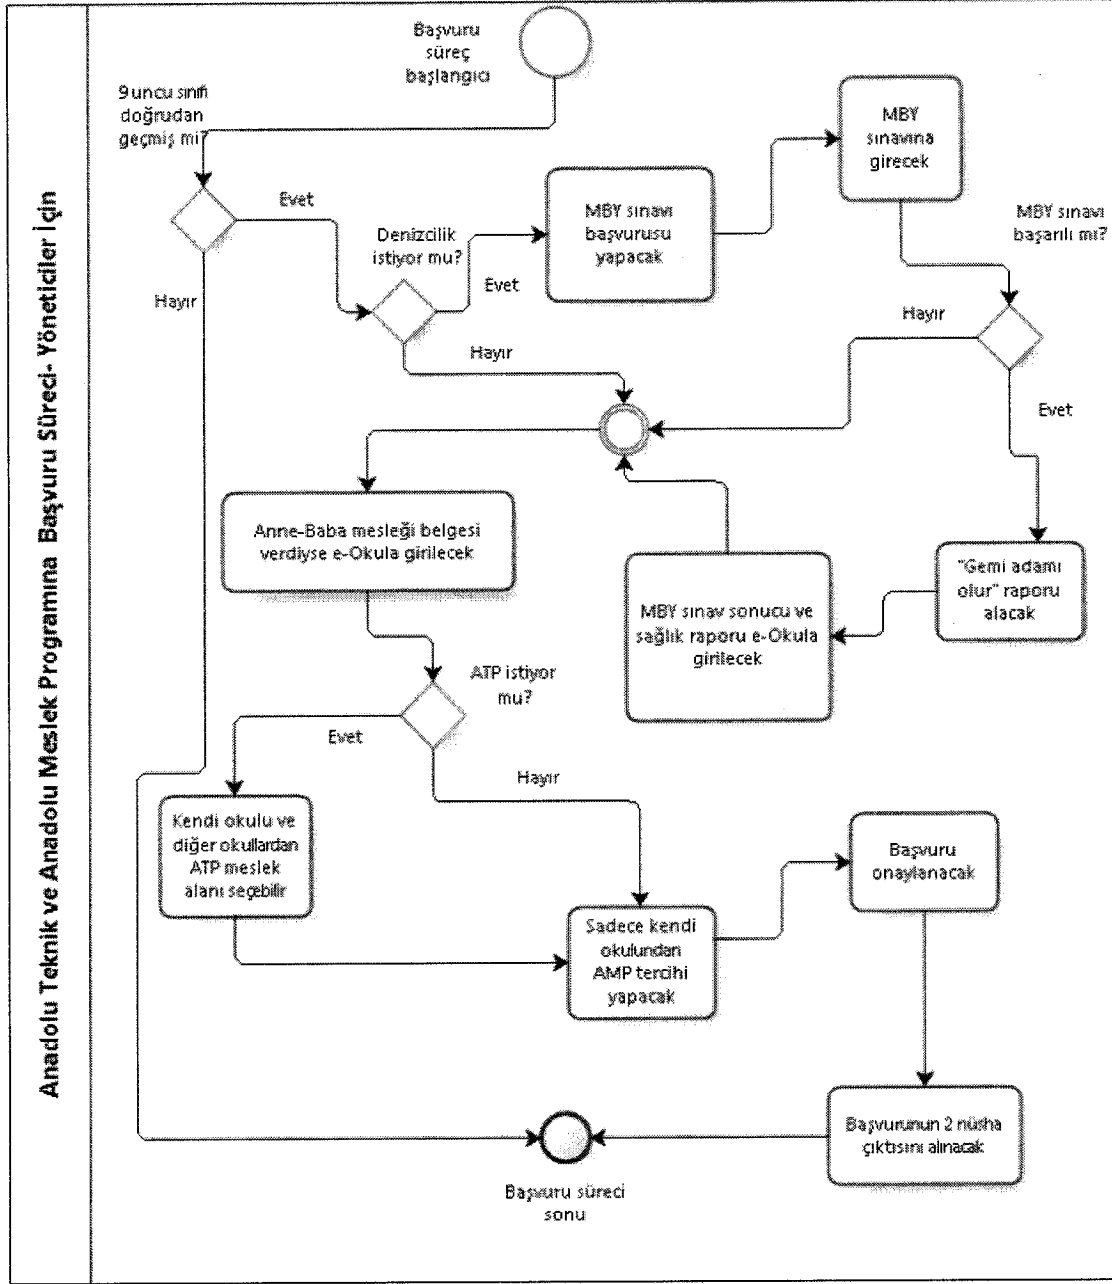 Anadolu Teknik ve Anadolu Meslek Programına Başvuru Süreci- Yöneticiler İçin
Başvuru
süreç
başlangıcı
9 uncu sınıfı
doğrudan
geçmiş mi?
Evet
Hayır
Denizcilik
istiyor mu?
Evet
Hayır
MBY sınavı
başvurusu
yapacak
MBY
sınavına
girecek
MBY sınavı
başarılı mı?
Hayır
Evet
"Gemi adamı
olur" raporu
alacak
MBY sınav sonucu ve
sağlık raporu e-Okula
girilecek
Anne-Baba mesleği belgesi
verdiyse e-Okula girilecek
ATP istiyor
mu?
Evet
Hayır
Kendi okulu ve
diğer okullardan
ATP meslek
alanı seçebilir
Sadece kendi
okulundan
AMP tercihi
yapacak
Başvuru
onaylanacak
Başvurunun 2 nüsha
çıktısını alınacak
Başvuru süreci
sonu